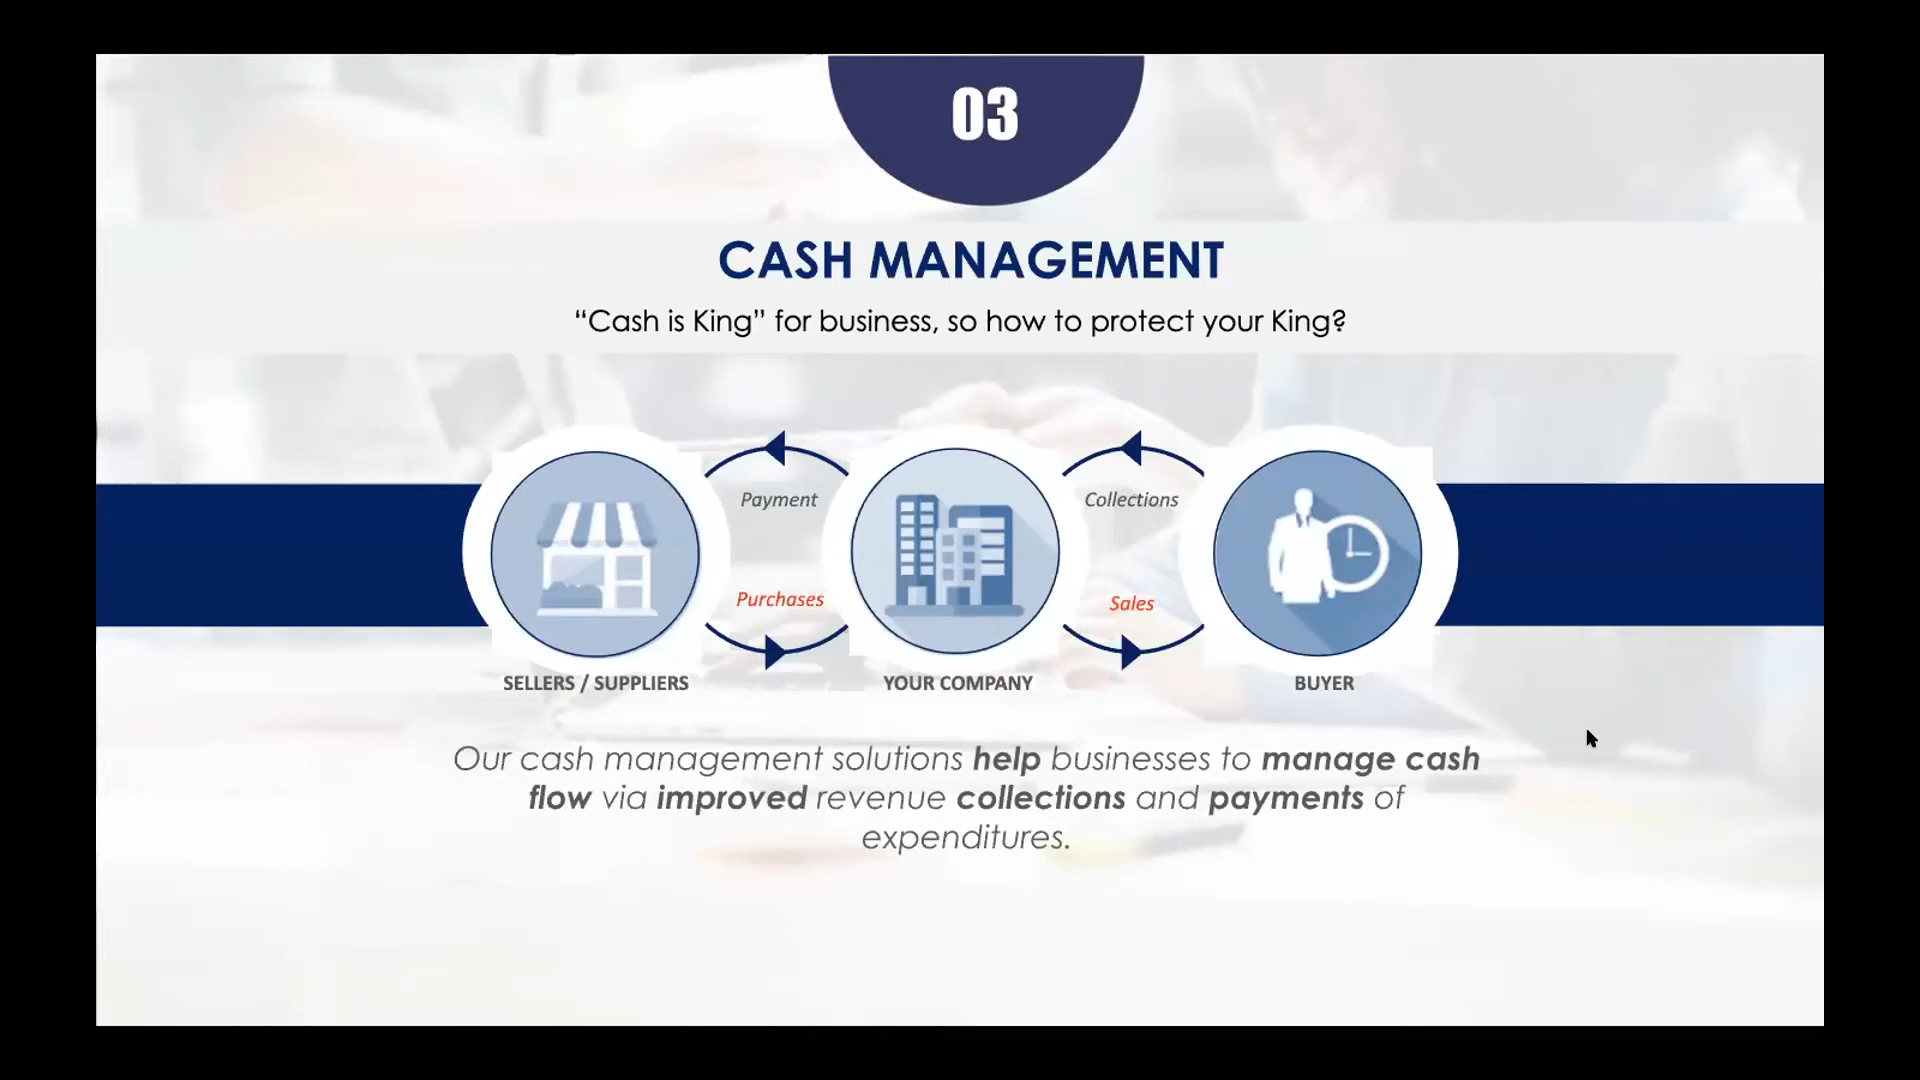 03
CASH MANAGEMENT
“Cash is King” for business, so how to protect your King?
Payment
Collections
Purchases
Sales
SELLERS / SUPPLIERS
YOUR COMPANY
BUYER
Our cash management solutions help businesses to manage cash
flow via improved revenue collections and payments of
expenditures.